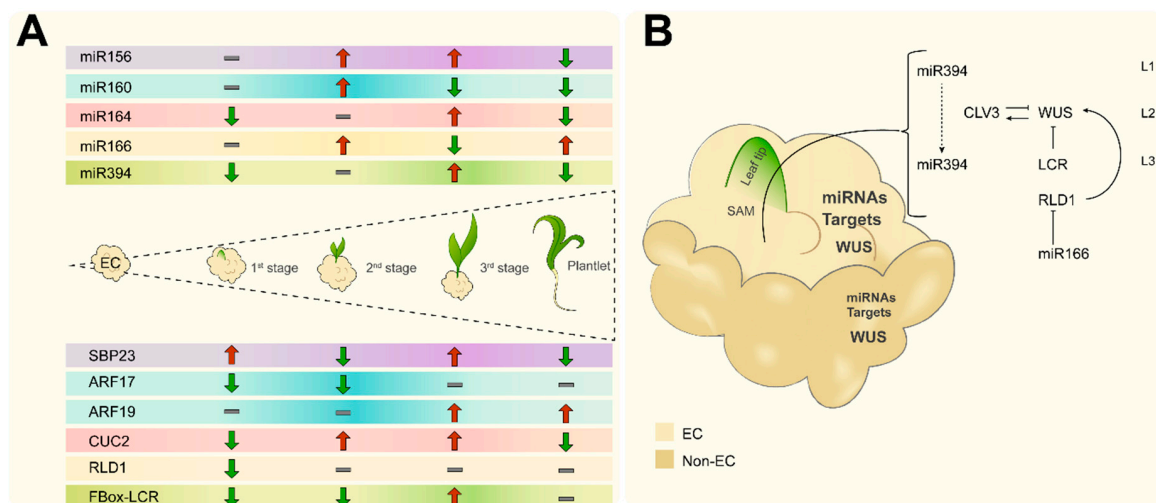 A
miR156
miR160
miR164
miR166
miR394
EC
1st stage
2nd stage
3rd stage
Plantlet
SBP23
ARF17
ARF19
CUC2
RLD1
FBox-LCR
B
miR394
L1
CLV3
WUS
L2
miR394
LCR
L3
RLD1
miR166
Leaf tip
SAM
miRNAs
Targets
WUS
miRNAs
Targets
WUS
EC
Non-EC